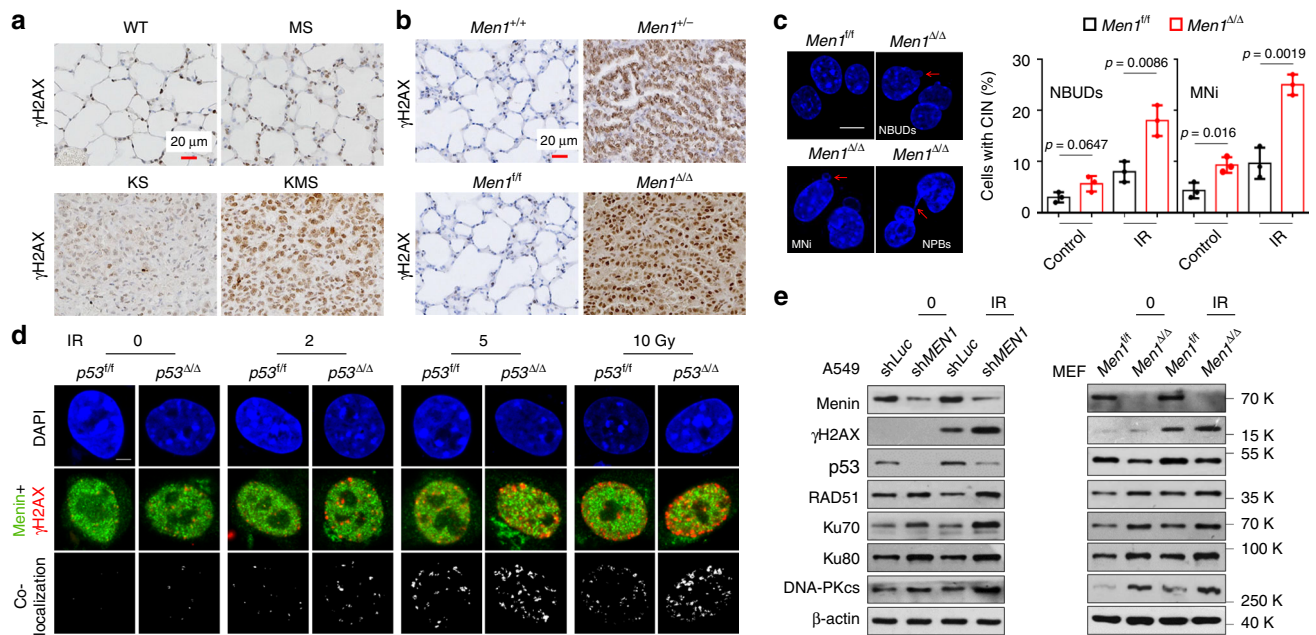 a
WT
MS
γH2AX
20 μm
KS
KMS
γH2AX
b
Men1+/+
Men1+/−
γH2AX
20 μm
Men1f/f
Men1Δ/Δ
γH2AX
c
Men1f/f
Men1Δ/Δ
NBUDs
Men1Δ/Δ
Men1Δ/Δ
MNi
NPBs
Men1f/f
Men1Δ/Δ
Cells with CIN (%)
30
20
10
0
NBUDs
MNi
p = 0.0647
p = 0.0086
p = 0.016
p = 0.0019
Control
IR
Control
IR
d
IR
0
2
5
10 Gy
p53f/f
p53Δ/Δ
p53f/f
p53Δ/Δ
p53f/f
p53Δ/Δ
p53f/f
p53Δ/Δ
DAPI
Menin+
γH2AX
Co-
localization
e
0
IR
A549
shLuc
shMEN1
shLuc
shMEN1
Menin
γH2AX
p53
RAD51
Ku70
Ku80
DNA-PKcs
β-actin
0
IR
MEF
Men1f/f
Men1Δ/Δ
Men1f/f
Men1Δ/Δ
70 K
15 K
55 K
35 K
70 K
100 K
250 K
40 K